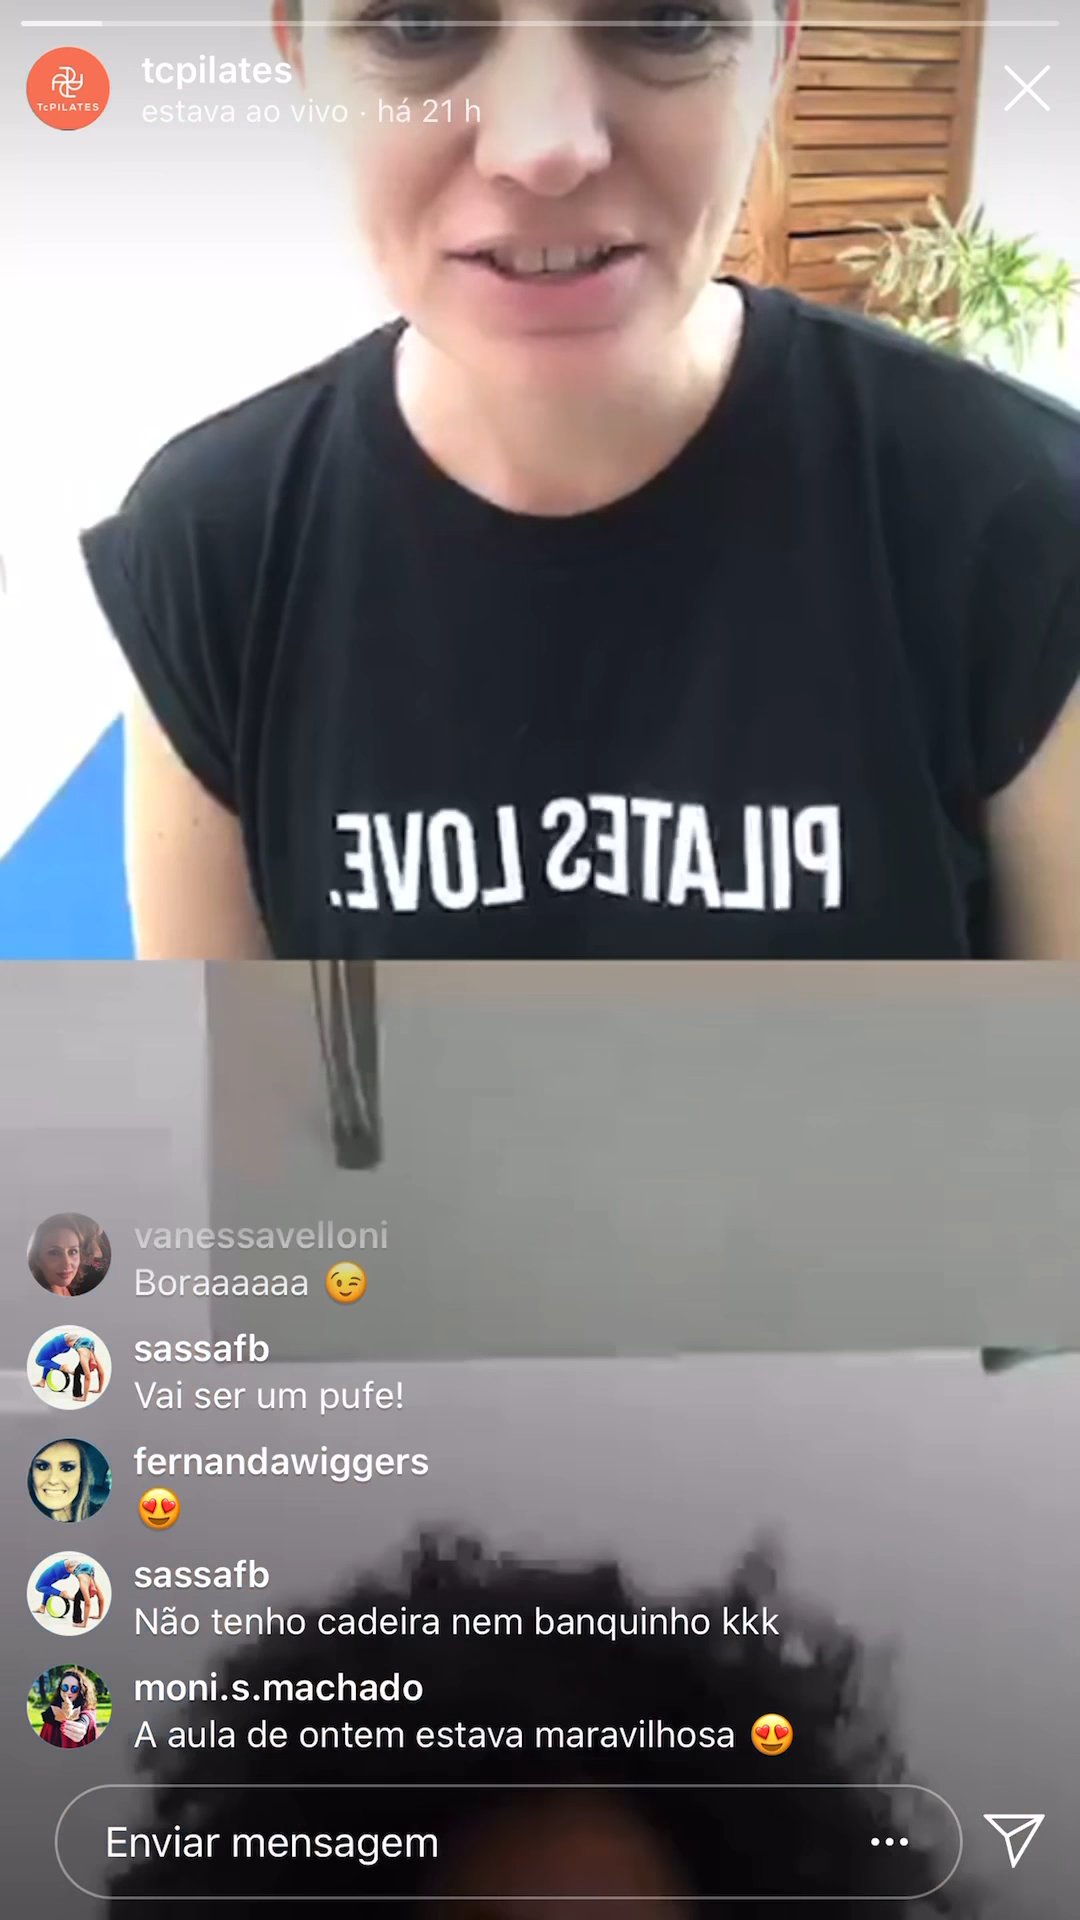 tcpilates
estava ao vivo · há 21 h
TcPILATES
PILATES LOVE.
vanessavelloni
Boraaaaaa 😉
sassafb
Vai ser um pufe!
fernandawiggers
😍
sassafb
Não tenho cadeira nem banquinho kkk
moni.s.machado
A aula de ontem estava maravilhosa 😍
Enviar mensagem